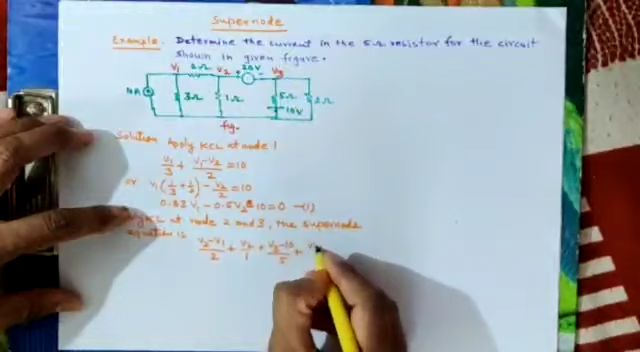 Supernode
Example. Determine the current in the 5Ω resistor for the circuit
shown in given figure.
V1 2Ω V2 20V V3
10A 3Ω 1Ω 5Ω 2Ω
10V
fig.
Solution Apply KCL at node 1
V1/3 + (V1-V2)/2 = 10
or V1(1/3 + 1/2) - V2/2 = 10
0.83V1 - 0.5V2 10 = 0 —(1)
KCL at node 2 and 3, the supernode
equation is
(V2-V1)/2 + V2/1 + (V3-10)/5 +